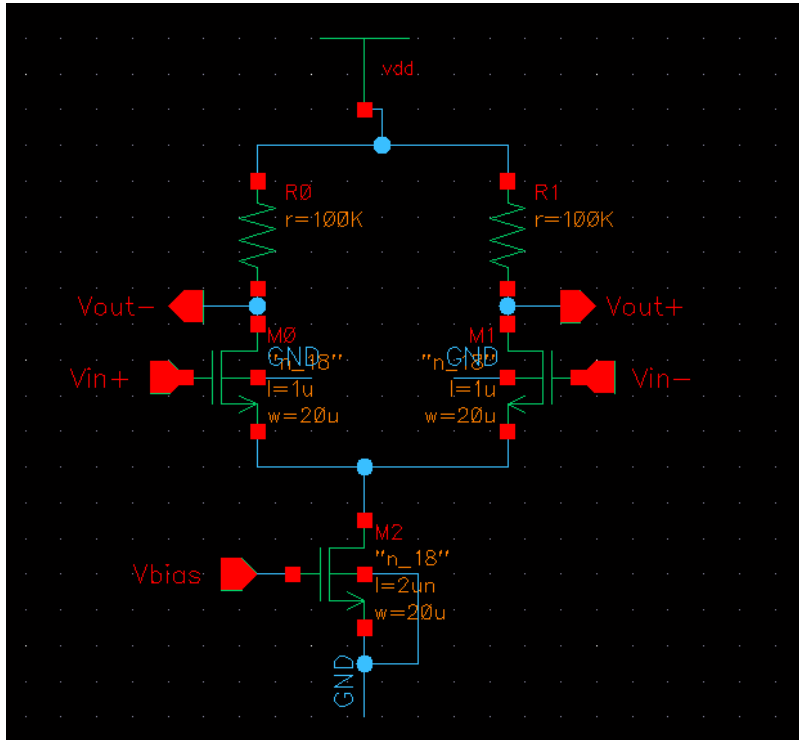 vdd
R0
r=100K
R1
r=100K
Vout-
Vout+
M0
GND
"n_18"
l=1u
w=20u
M1
GND
"n_18"
l=1u
w=20u
Vin+
Vin-
M2
"n_18"
l=2un
w=20u
Vbias
GND